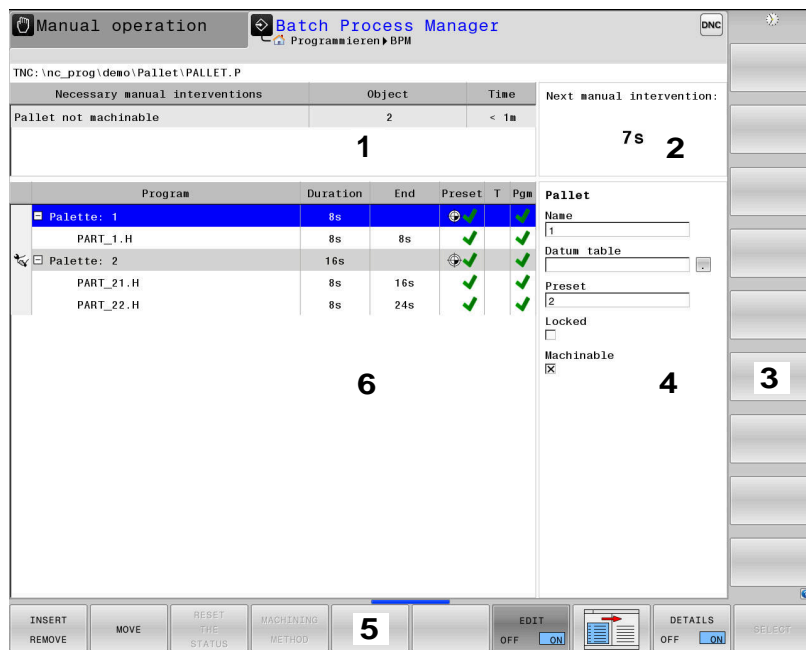 Manual operation
Batch Process Manager
Programmieren▶BPM
DNC
TNC:\nc_prog\demo\Pallet\PALLET.P
Necessary manual interventions Object Time
Pallet not machinable 2 < 1m
1
Next manual intervention:
7s
2
Program Duration End Preset T Pgm
Palette: 1 8s
PART_1.H 8s 8s
Palette: 2 16s
PART_21.H 8s 16s
PART_22.H 8s 24s
6
Pallet
Name
1
Datum table
Preset
2
Locked
Machinable
4
3
INSERT
REMOVE
MOVE
RESET
THE
STATUS
MACHINING
METHOD
5
EDIT
OFF ON
DETAILS
OFF ON
SELECT